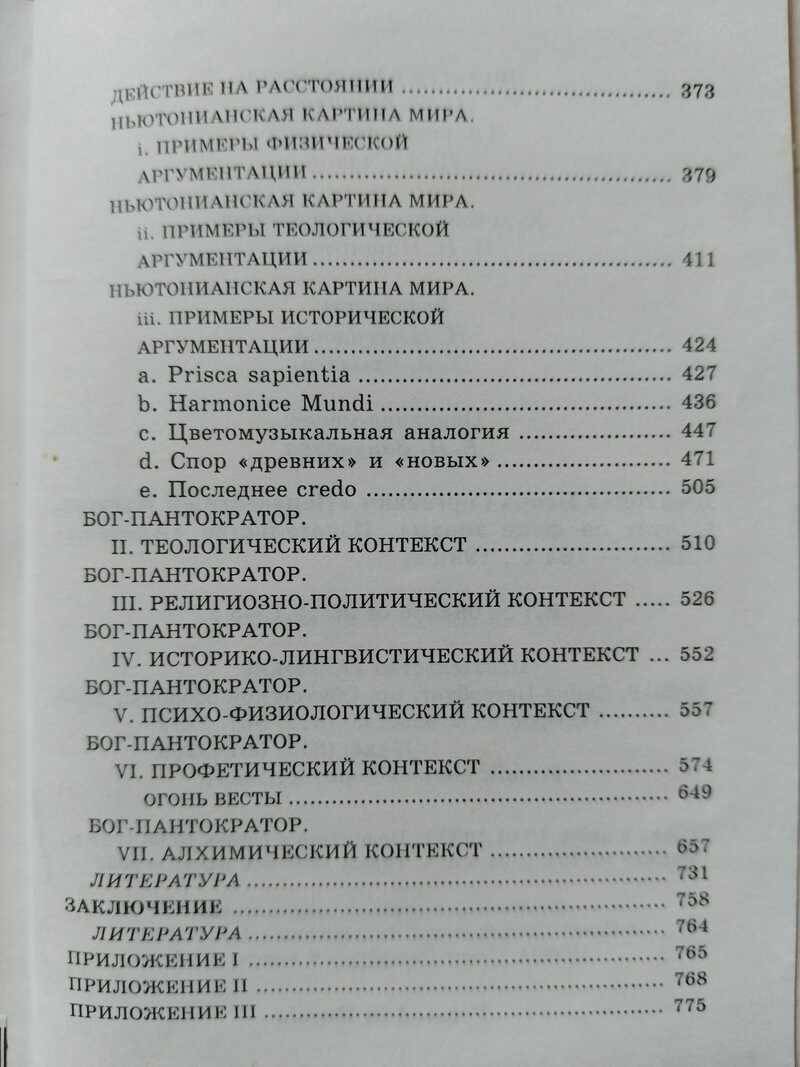 ДЕЙСТВИЕ НА РАССТОЯНИИ ........ 373
НЬЮТОНИАНСКАЯ КАРТИНА МИРА.
i. ПРИМЕРЫ ФИЗИЧЕСКОЙ
АРГУМЕНТАЦИИ ........ 379
НЬЮТОНИАНСКАЯ КАРТИНА МИРА.
ii. ПРИМЕРЫ ТЕОЛОГИЧЕСКОЙ
АРГУМЕНТАЦИИ ........ 411
НЬЮТОНИАНСКАЯ КАРТИНА МИРА.
iii. ПРИМЕРЫ ИСТОРИЧЕСКОЙ
АРГУМЕНТАЦИИ ........ 424
a. Prisca sapientia ........ 427
b. Harmonice Mundi ........ 436
c. Цветомузыкальная аналогия ........ 447
d. Спор «древних» и «новых» ........ 471
e. Последнее credo ........ 505
БОГ-ПАНТОКРАТОР.
II. ТЕОЛОГИЧЕСКИЙ КОНТЕКСТ ........ 510
БОГ-ПАНТОКРАТОР.
III. РЕЛИГИОЗНО-ПОЛИТИЧЕСКИЙ КОНТЕКСТ ..... 526
БОГ-ПАНТОКРАТОР.
IV. ИСТОРИКО-ЛИНГВИСТИЧЕСКИЙ КОНТЕКСТ ... 552
БОГ-ПАНТОКРАТОР.
V. ПСИХО-ФИЗИОЛОГИЧЕСКИЙ КОНТЕКСТ ........ 557
БОГ-ПАНТОКРАТОР.
VI. ПРОФЕТИЧЕСКИЙ КОНТЕКСТ ........ 574
ОГОНЬ ВЕСТЫ ........ 649
БОГ-ПАНТОКРАТОР.
VII. АЛХИМИЧЕСКИЙ КОНТЕКСТ ........ 657
ЛИТЕРАТУРА ........ 731
ЗАКЛЮЧЕНИЕ ........ 758
ЛИТЕРАТУРА ........ 764
ПРИЛОЖЕНИЕ I ........ 765
ПРИЛОЖЕНИЕ II ........ 768
ПРИЛОЖЕНИЕ III ........ 775